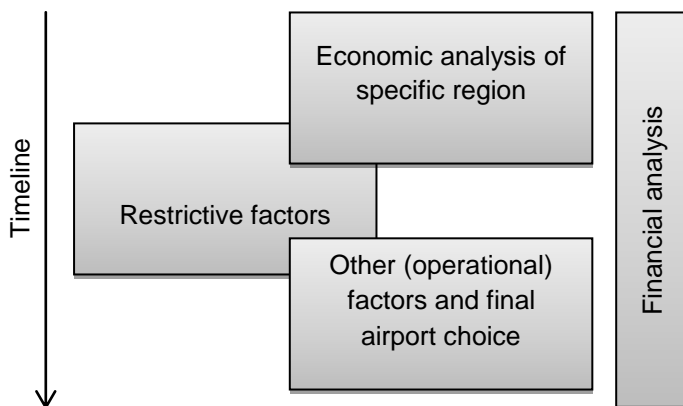 Timeline
Economic analysis of
specific region
Restrictive factors
Other (operational)
factors and final
airport choice
Financial analysis